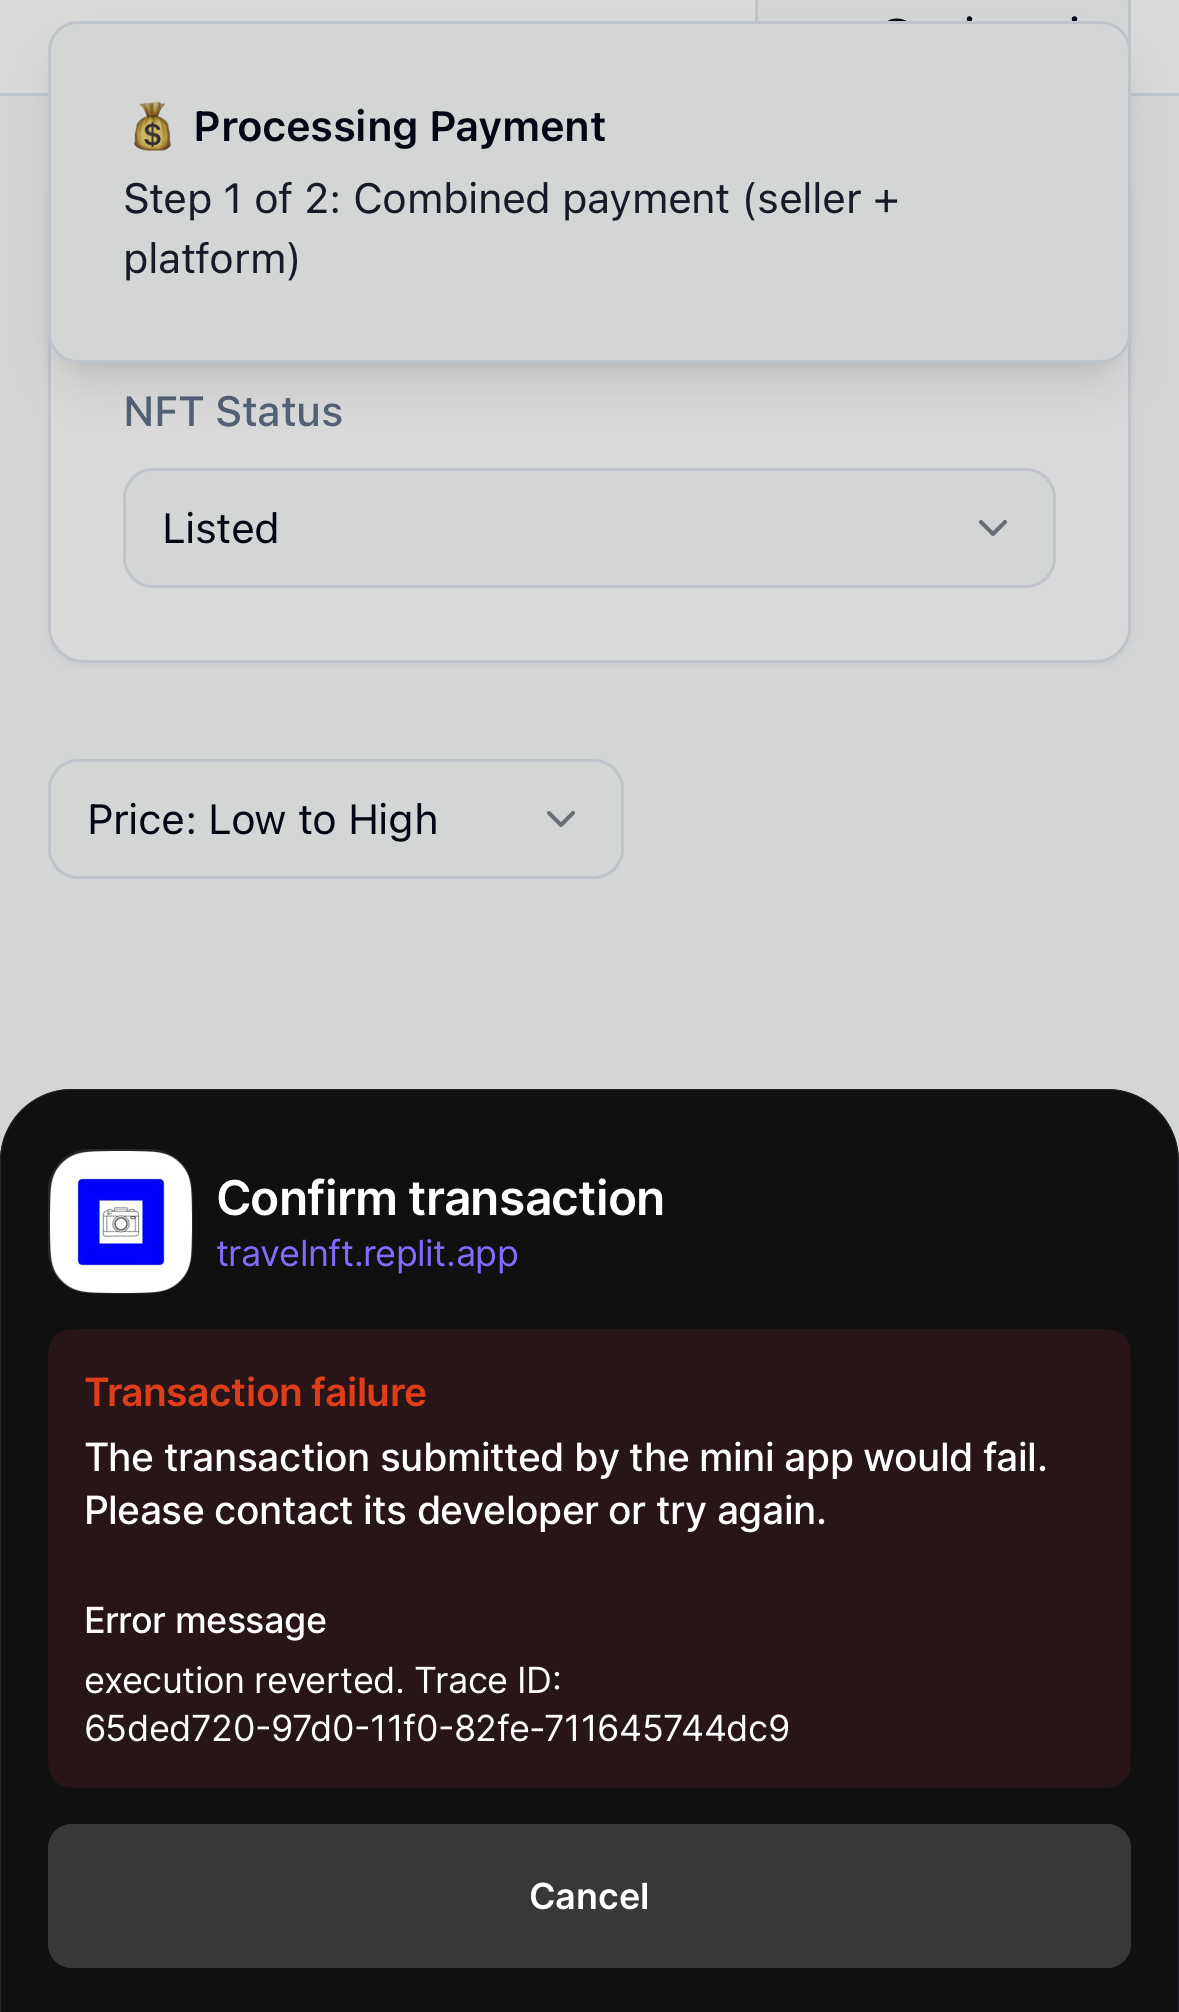 💰 Processing Payment
Step 1 of 2: Combined payment (seller +
platform)
NFT Status
Listed
Price: Low to High
Confirm transaction
travelnft.replit.app
Transaction failure
The transaction submitted by the mini app would fail.
Please contact its developer or try again.
Error message
execution reverted. Trace ID:
65ded720-97d0-11f0-82fe-711645744dc9
Cancel